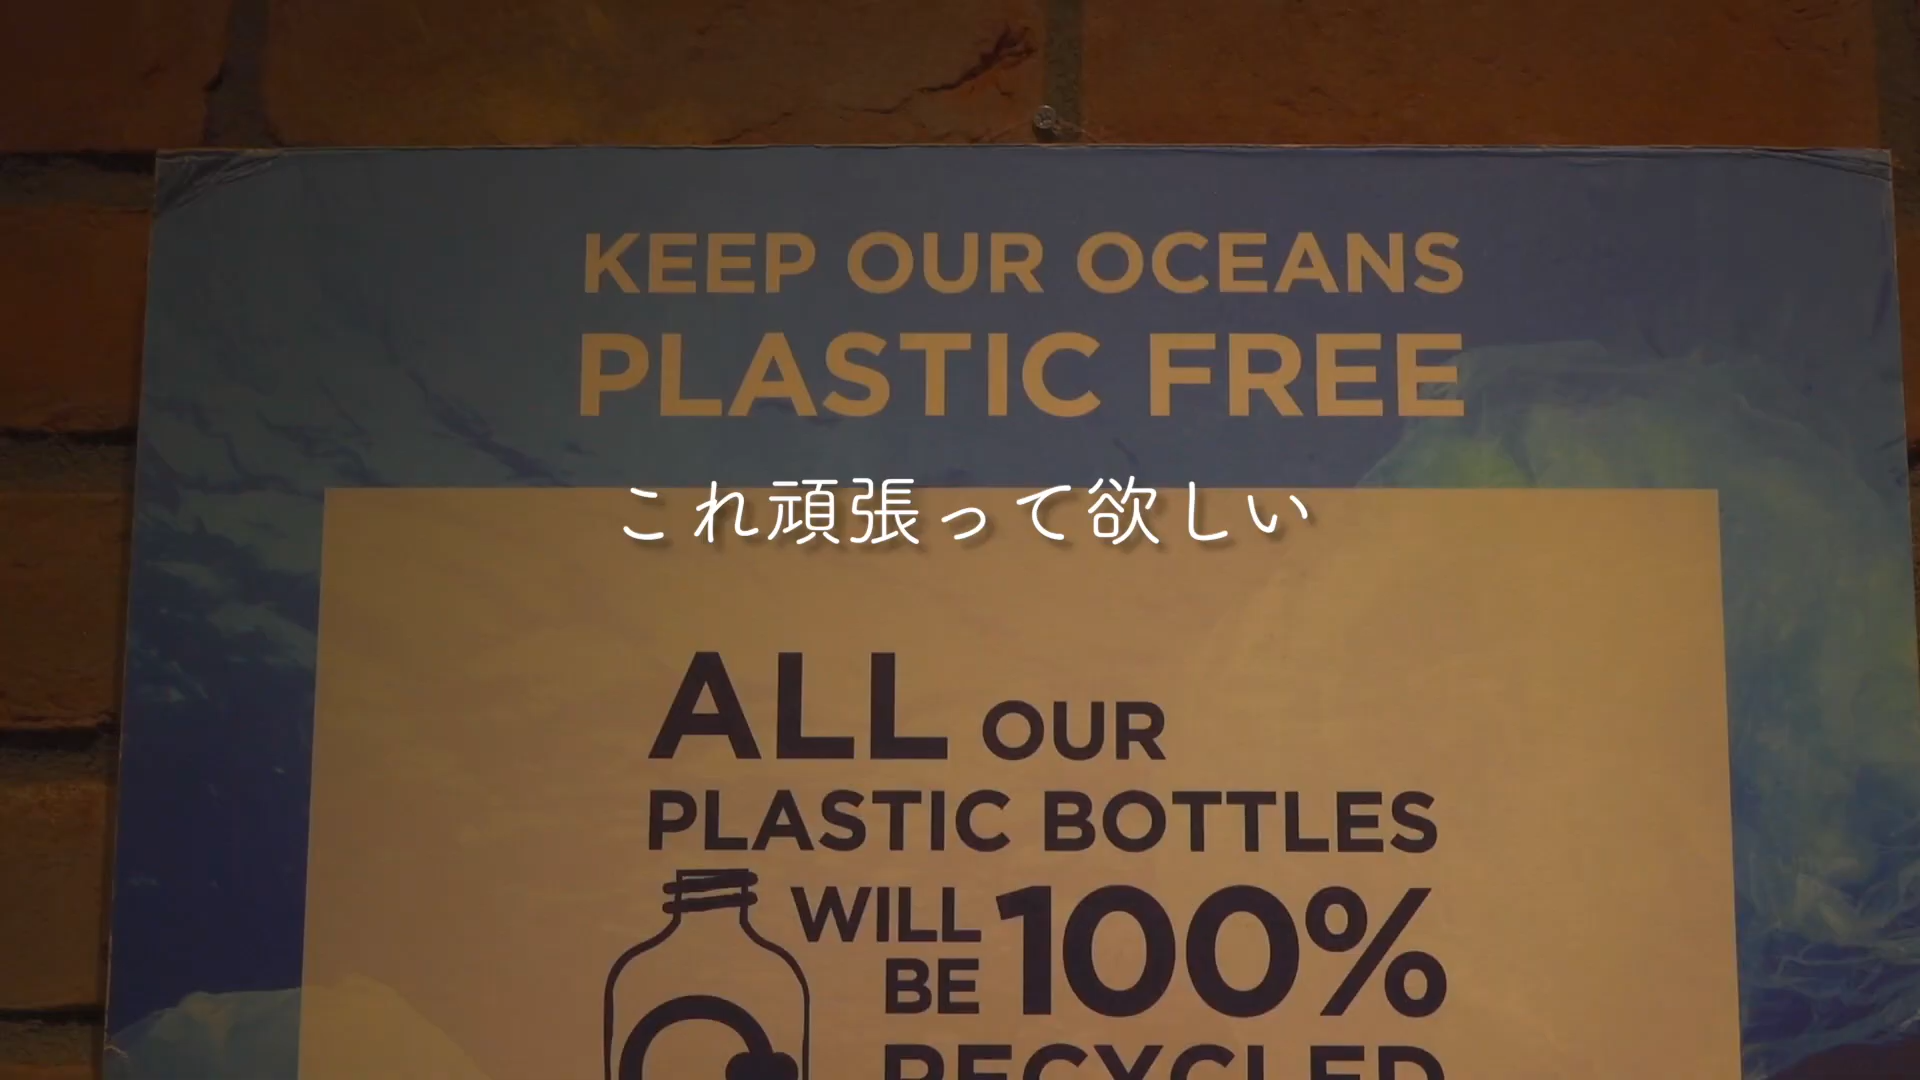 KEEP OUR OCEANS
PLASTIC FREE
これ頑張って欲しい
ALL OUR
PLASTIC BOTTLES
WILL BE 100%
RECYCLED